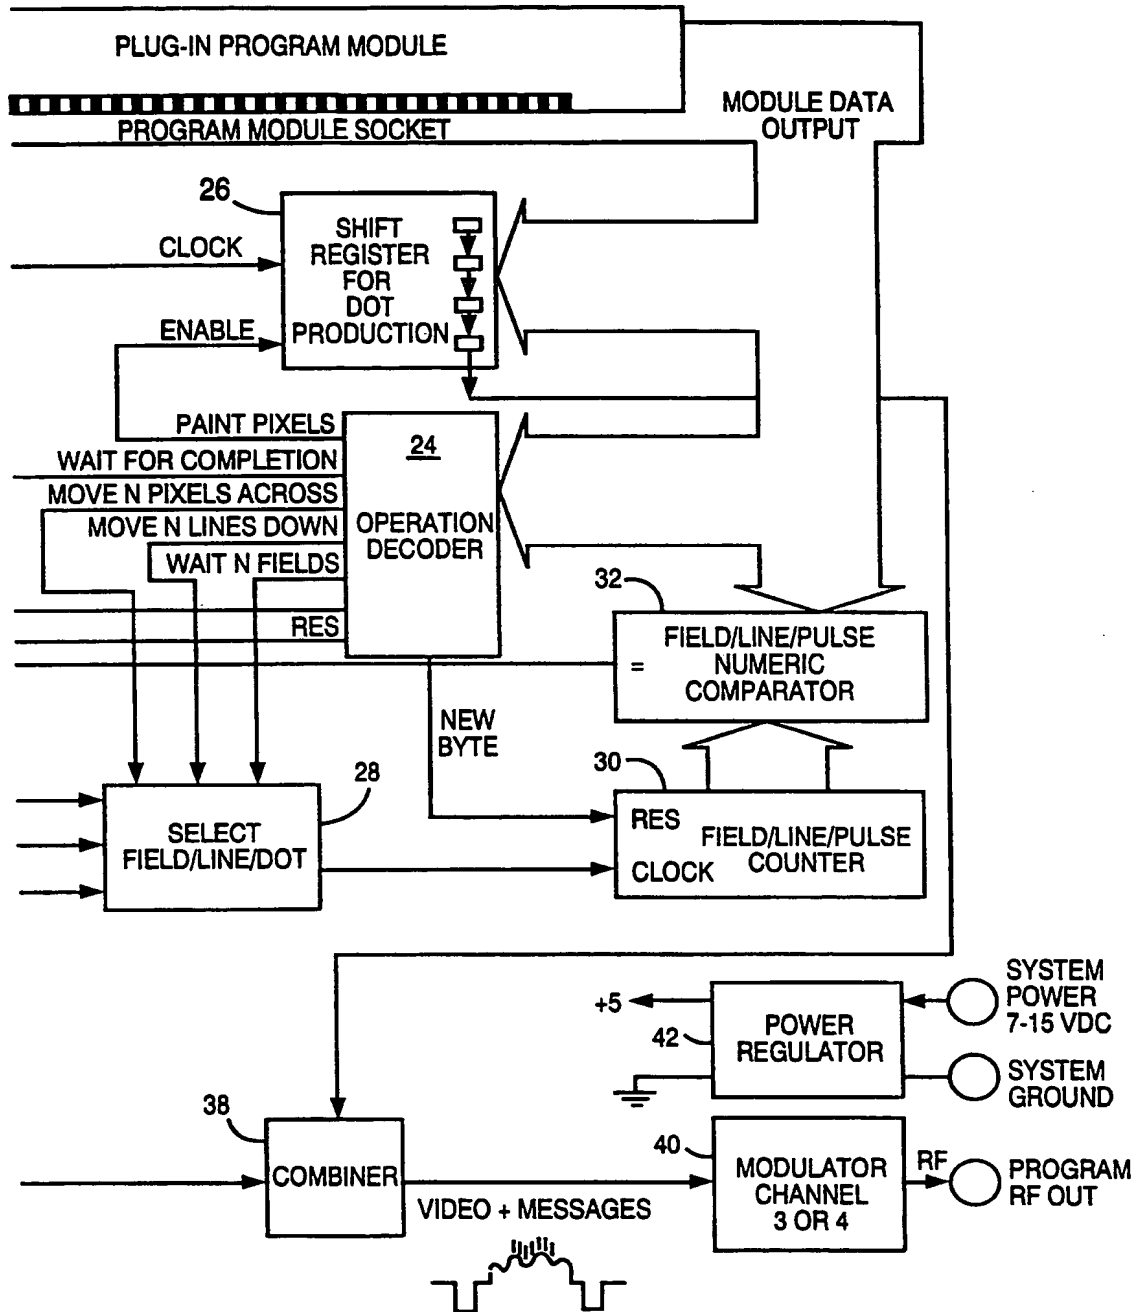 PLUG-IN PROGRAM MODULE
MODULE DATA
OUTPUT
PROGRAM MODULE SOCKET
26
SHIFT
REGISTER
FOR
DOT
PRODUCTION
CLOCK
ENABLE
PAINT PIXELS
WAIT FOR COMPLETION
MOVE N PIXELS ACROSS
MOVE N LINES DOWN
WAIT N FIELDS
RES
24
OPERATION
DECODER
32
FIELD/LINE/PULSE
NUMERIC
COMPARATOR
=
NEW
BYTE
30
RES
FIELD/LINE/PULSE
COUNTER
CLOCK
28
SELECT
FIELD/LINE/DOT
+5
42
POWER
REGULATOR
SYSTEM
POWER
7-15 VDC
SYSTEM
GROUND
38
COMBINER
VIDEO + MESSAGES
40
MODULATOR
CHANNEL
3 OR 4
RF
PROGRAM
RF OUT